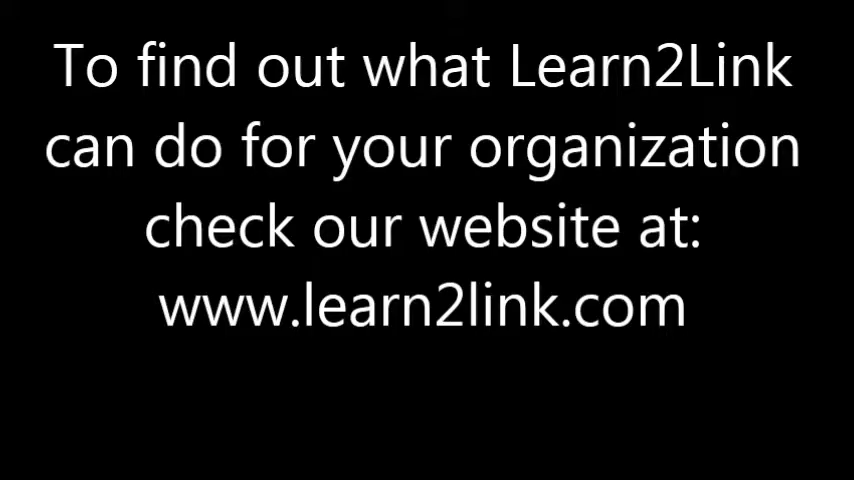 To find out what Learn2Link
can do for your organization
check our website at:
www.learn2link.com